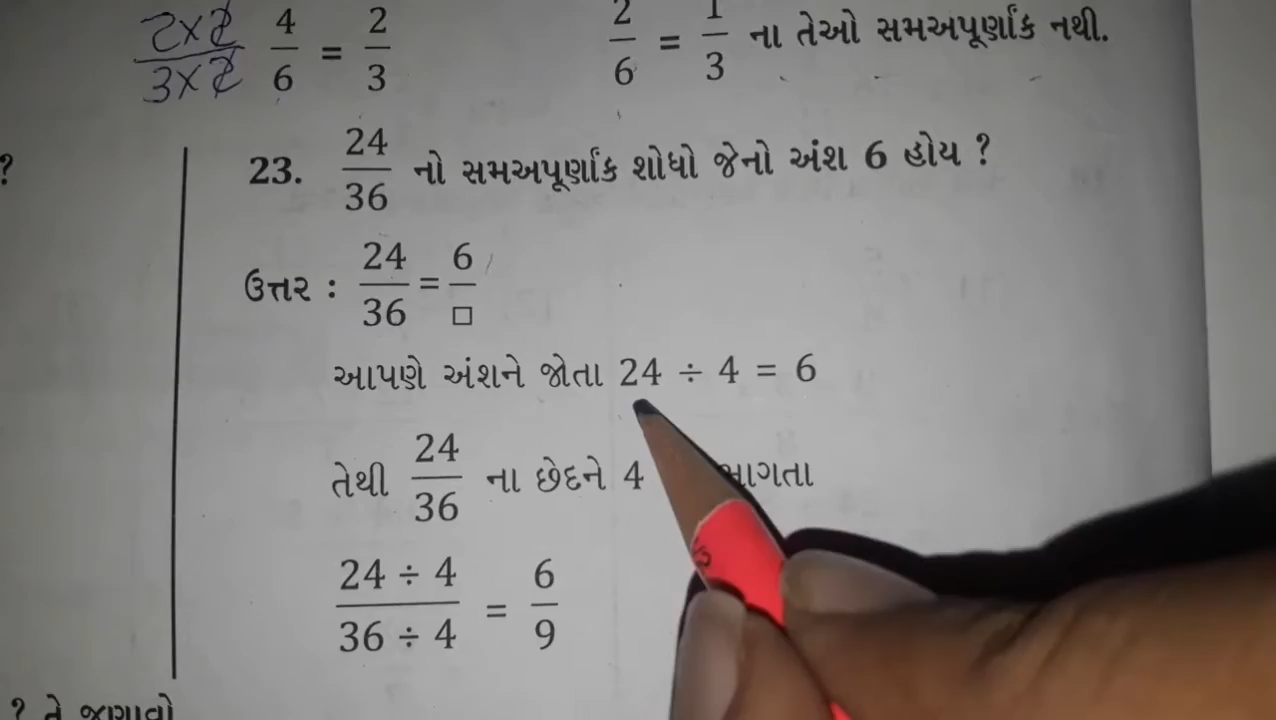 2×2/3×2 4/6 = 2/3
2/6 = 1/3 ના તેઓ સમઅપૂર્ણાંક નથી.
?
23. 24/36 નો સમઅપૂર્ણાંક શોધો જેનો અંશ 6 હોય ?
ઉત્તર : 24/36 = 6/□
આપણે અંશને જોતા 24 ÷ 4 = 6
તેથી 24/36 ના છેદને 4 ભાગતા
24 ÷ 4/36 ÷ 4 = 6/9
? તે જણાવો